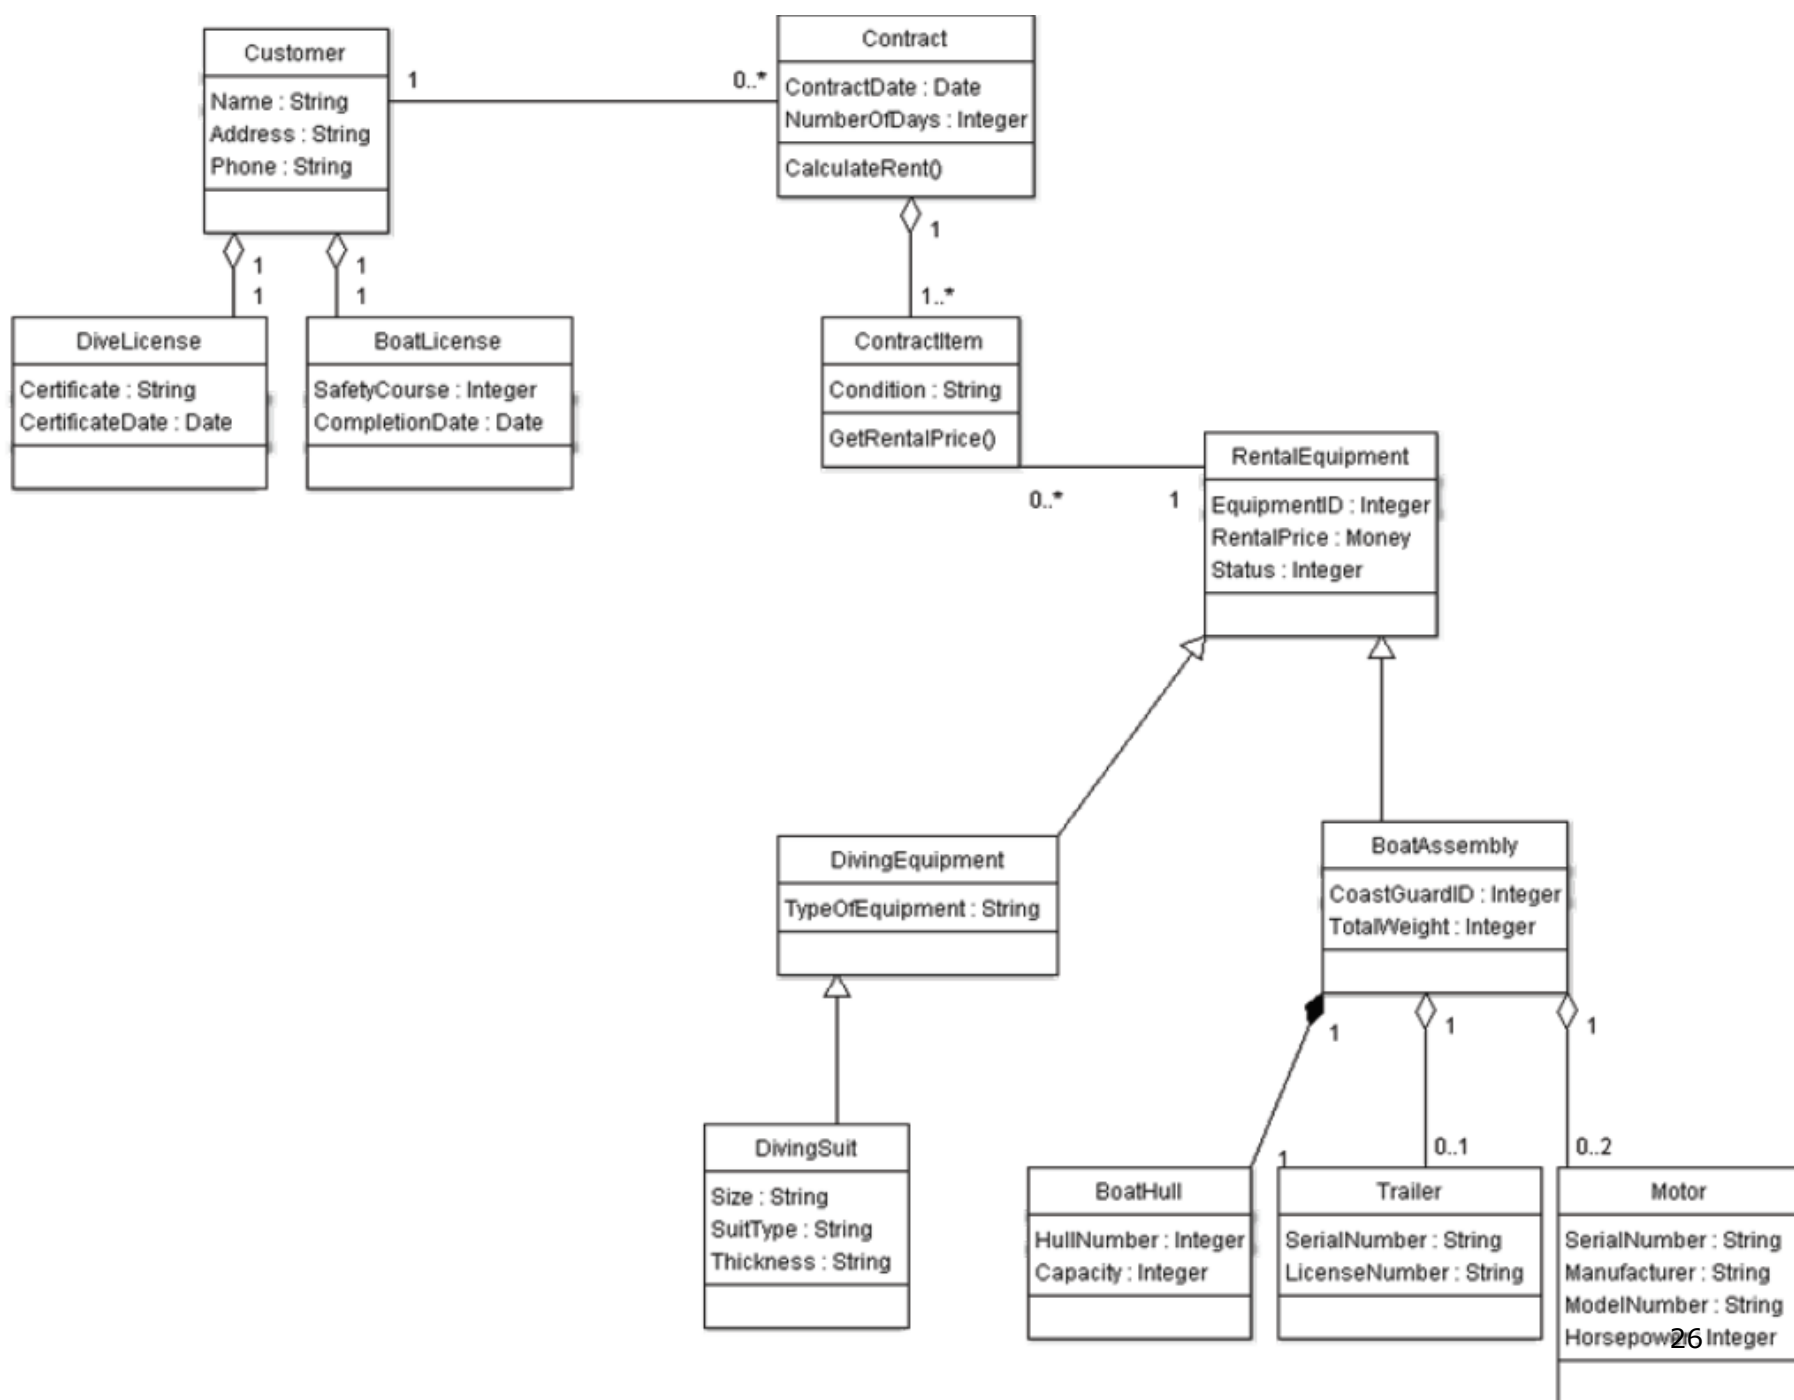 Customer
Name : String
Address : String
Phone : String
1
0..*
Contract
ContractDate : Date
NumberOfDays : Integer
CalculateRent()
1
1
1
1
1
1..*
DiveLicense
Certificate : String
CertificateDate : Date
BoatLicense
SafetyCourse : Integer
CompletionDate : Date
ContractItem
Condition : String
GetRentalPrice()
0..*
1
RentalEquipment
EquipmentID : Integer
RentalPrice : Money
Status : Integer
DivingEquipment
TypeOfEquipment : String
BoatAssembly
CoastGuardID : Integer
TotalWeight : Integer
1
1
1
1
0..1
0..2
DivingSuit
Size : String
SuitType : String
Thickness : String
BoatHull
HullNumber : Integer
Capacity : Integer
Trailer
SerialNumber : String
LicenseNumber : String
Motor
SerialNumber : String
Manufacturer : String
ModelNumber : String
Horsepower : Integer
26